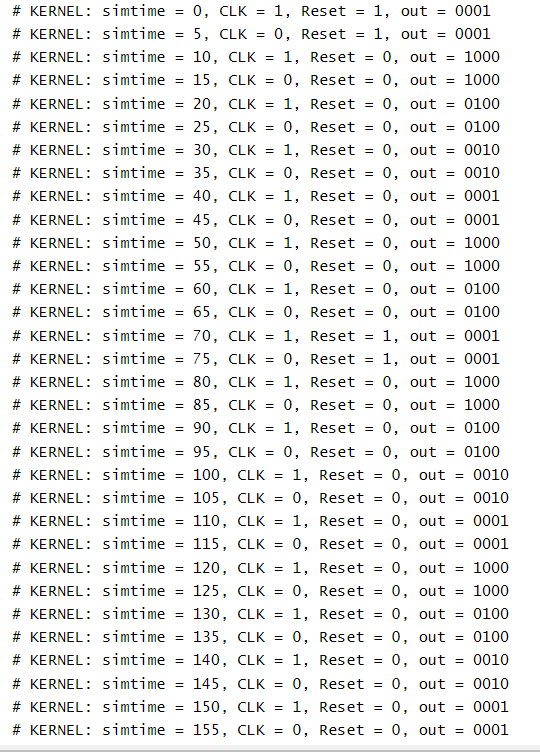 # KERNEL: simtime = 0, CLK = 1, Reset = 1, out = 0001
# KERNEL: simtime = 5, CLK = 0, Reset = 1, out = 0001
# KERNEL: simtime = 10, CLK = 1, Reset = 0, out = 1000
# KERNEL: simtime = 15, CLK = 0, Reset = 0, out = 1000
# KERNEL: simtime = 20, CLK = 1, Reset = 0, out = 0100
# KERNEL: simtime = 25, CLK = 0, Reset = 0, out = 0100
# KERNEL: simtime = 30, CLK = 1, Reset = 0, out = 0010
# KERNEL: simtime = 35, CLK = 0, Reset = 0, out = 0010
# KERNEL: simtime = 40, CLK = 1, Reset = 0, out = 0001
# KERNEL: simtime = 45, CLK = 0, Reset = 0, out = 0001
# KERNEL: simtime = 50, CLK = 1, Reset = 0, out = 1000
# KERNEL: simtime = 55, CLK = 0, Reset = 0, out = 1000
# KERNEL: simtime = 60, CLK = 1, Reset = 0, out = 0100
# KERNEL: simtime = 65, CLK = 0, Reset = 0, out = 0100
# KERNEL: simtime = 70, CLK = 1, Reset = 1, out = 0001
# KERNEL: simtime = 75, CLK = 0, Reset = 1, out = 0001
# KERNEL: simtime = 80, CLK = 1, Reset = 0, out = 1000
# KERNEL: simtime = 85, CLK = 0, Reset = 0, out = 1000
# KERNEL: simtime = 90, CLK = 1, Reset = 0, out = 0100
# KERNEL: simtime = 95, CLK = 0, Reset = 0, out = 0100
# KERNEL: simtime = 100, CLK = 1, Reset = 0, out = 0010
# KERNEL: simtime = 105, CLK = 0, Reset = 0, out = 0010
# KERNEL: simtime = 110, CLK = 1, Reset = 0, out = 0001
# KERNEL: simtime = 115, CLK = 0, Reset = 0, out = 0001
# KERNEL: simtime = 120, CLK = 1, Reset = 0, out = 1000
# KERNEL: simtime = 125, CLK = 0, Reset = 0, out = 1000
# KERNEL: simtime = 130, CLK = 1, Reset = 0, out = 0100
# KERNEL: simtime = 135, CLK = 0, Reset = 0, out = 0100
# KERNEL: simtime = 140, CLK = 1, Reset = 0, out = 0010
# KERNEL: simtime = 145, CLK = 0, Reset = 0, out = 0010
# KERNEL: simtime = 150, CLK = 1, Reset = 0, out = 0001
# KERNEL: simtime = 155, CLK = 0, Reset = 0, out = 0001